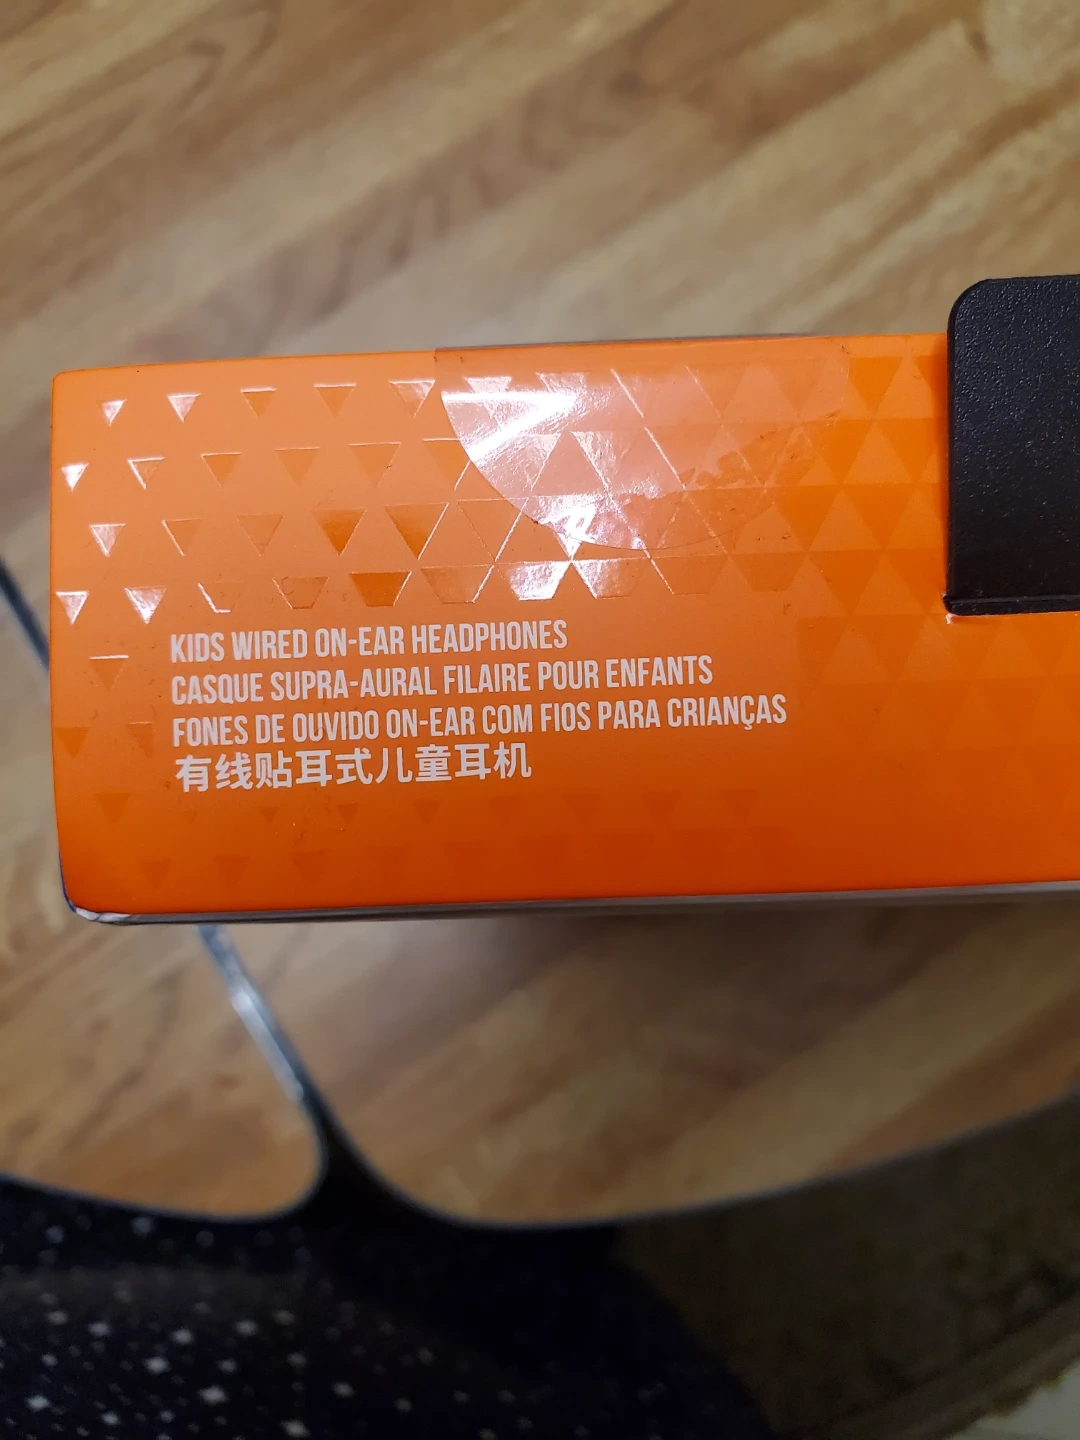 KIDS WIRED ON-EAR HEADPHONES
CASQUE SUPRA-AURAL FILAIRE POUR ENFANTS
FONES DE OUVIDO ON-EAR COM FIOS PARA CRIANÇAS
有线贴耳式儿童耳机